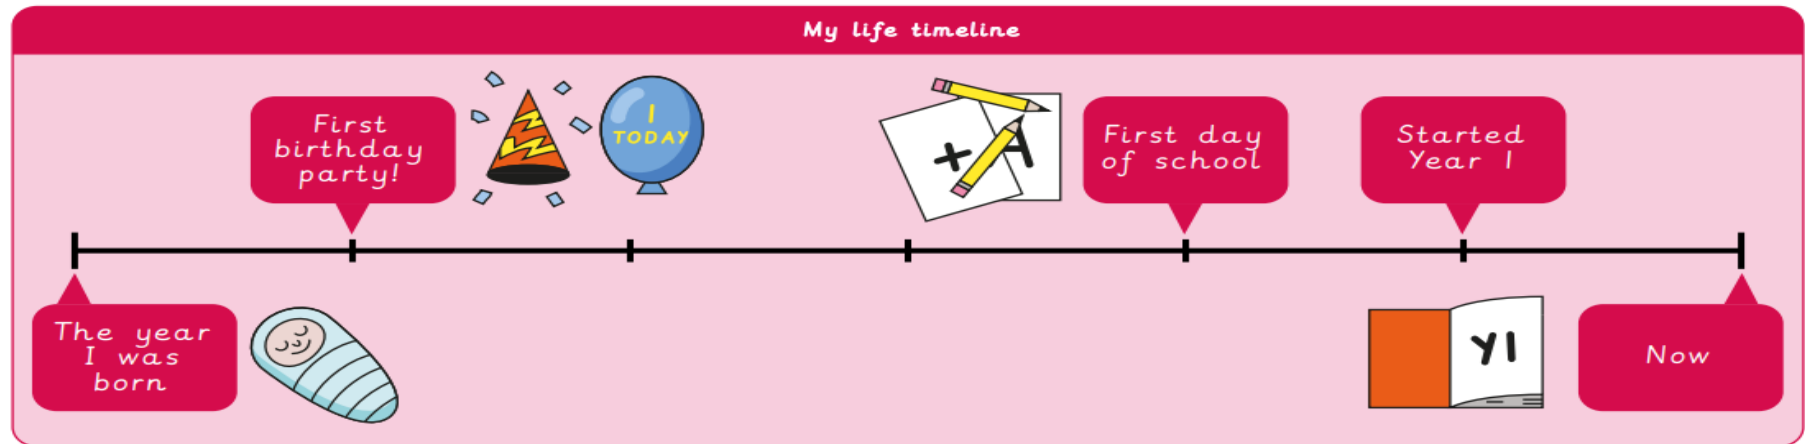 My life timeline
First
birthday
party!
I
TODAY
+ A
First day
of school
Started
Year 1
The year
I was
born
Y1
Now